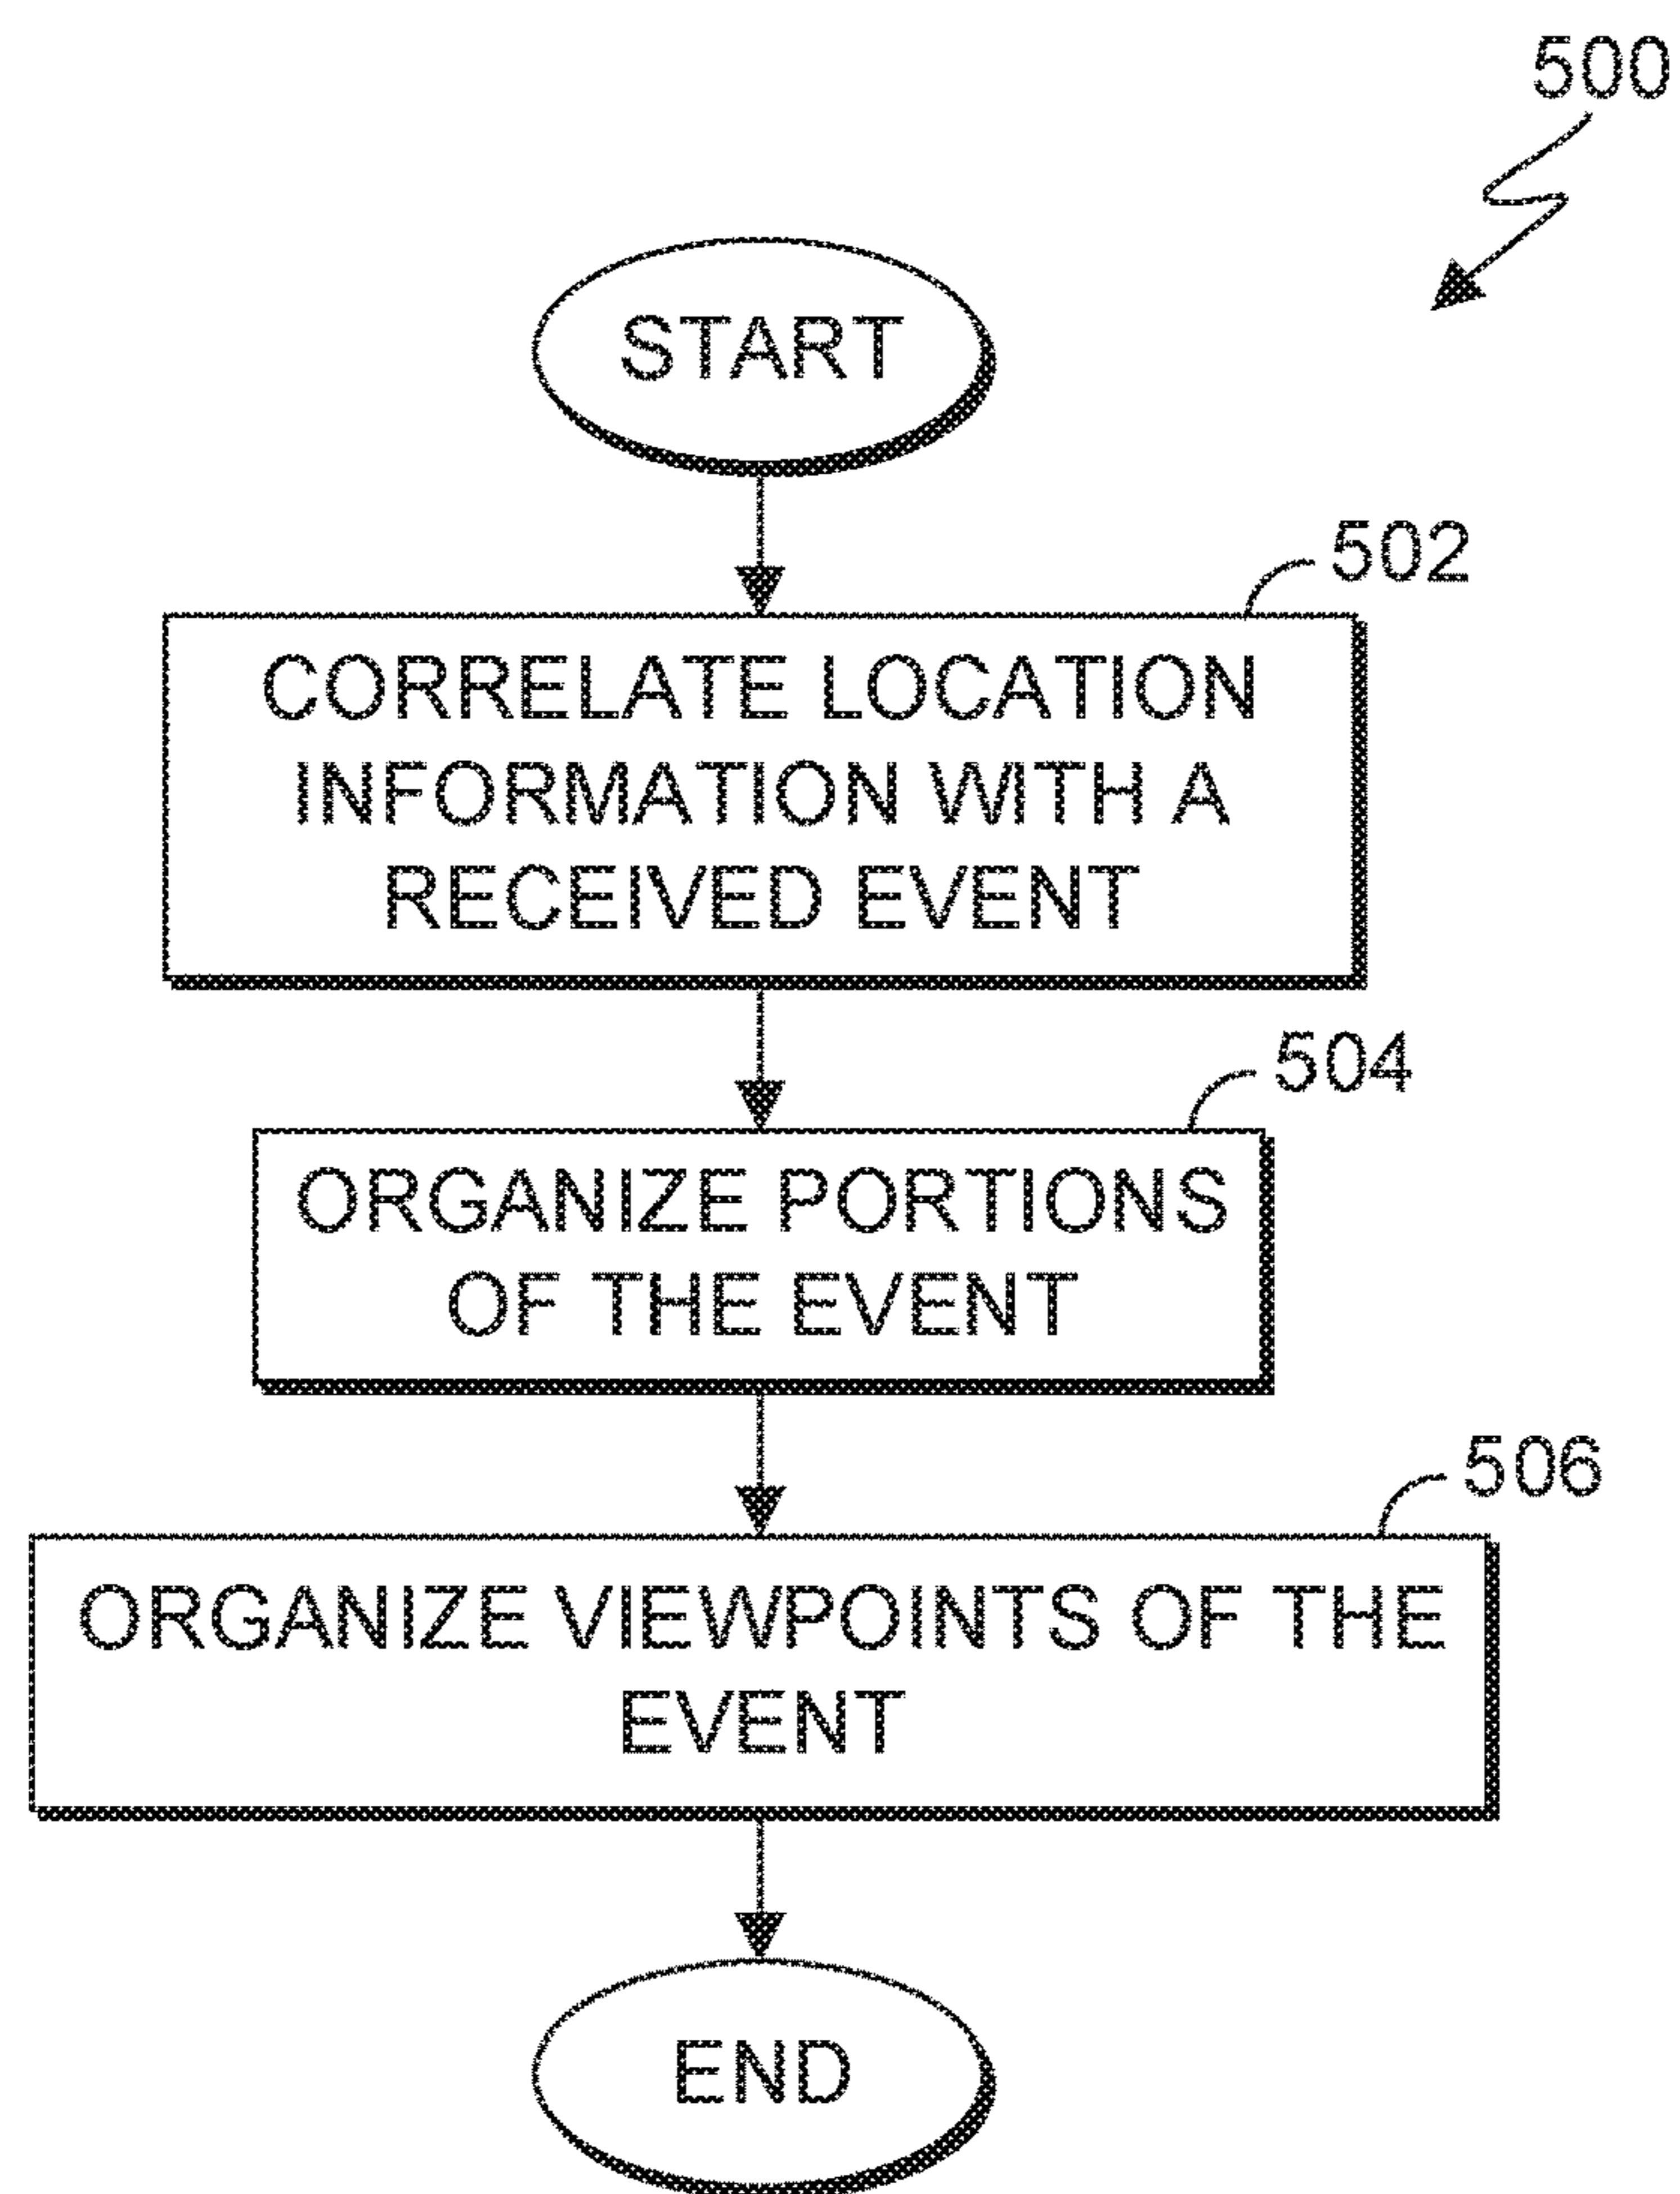 500
START
502
CORRELATE LOCATION
INFORMATION WITH A
RECEIVED EVENT
504
ORGANIZE PORTIONS
OF THE EVENT
506
ORGANIZE VIEWPOINTS OF THE
EVENT
END